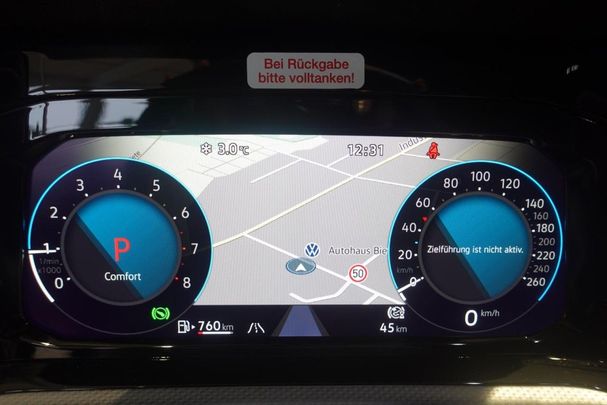 Bei Rückgabe
bitte volltanken!
3.0°C
12:31
Indus
4
3
5
2
6
1
7
1/min
x1000
0
8
P
Comfort
Autohaus Bie
50
100
80
120
60
140
160
40
180
200
20
220
km/h
240
0
260
Zielführung ist nicht aktiv.
0 km/h
760 km
45 km